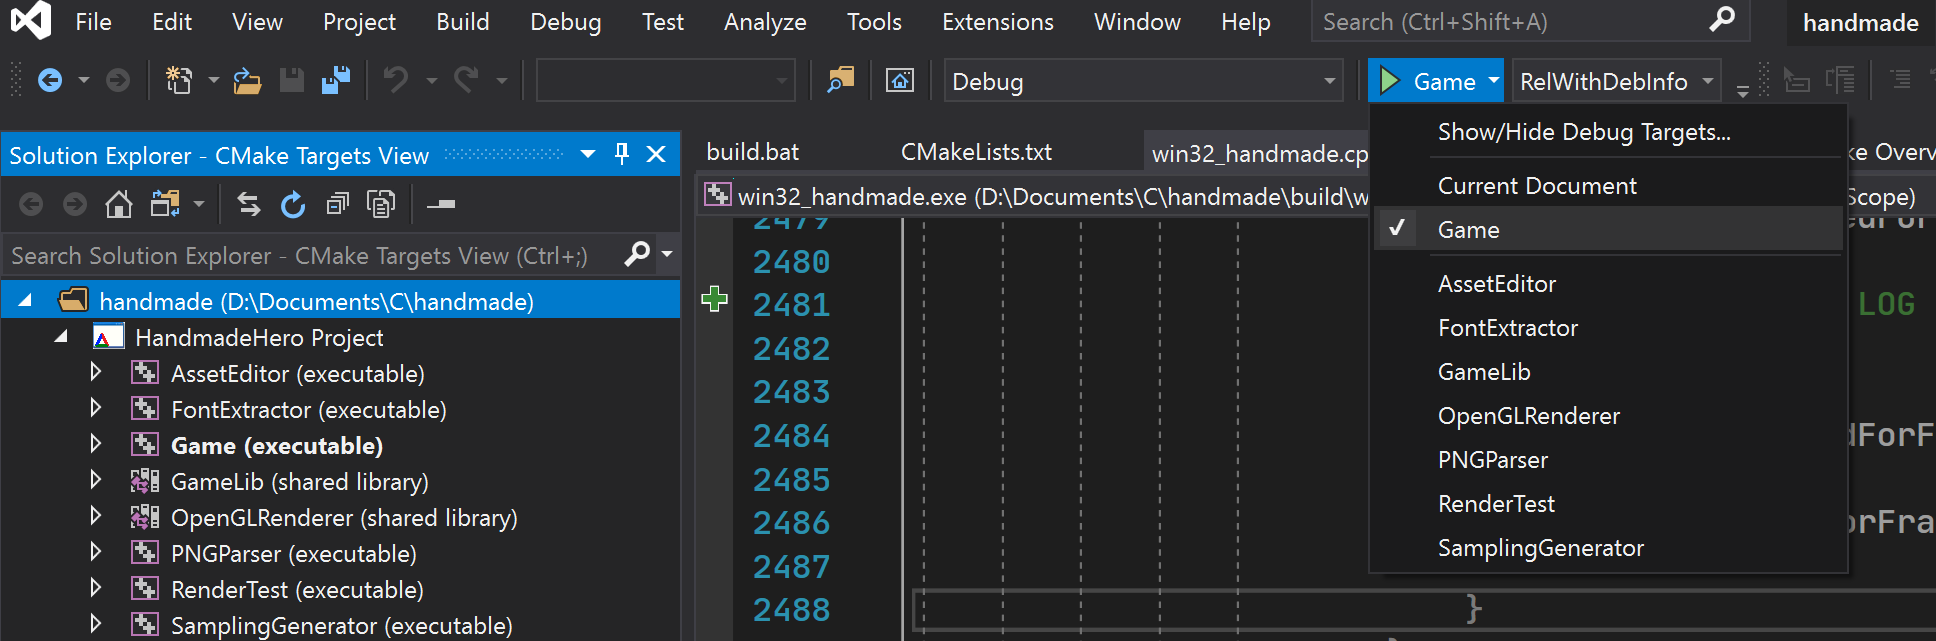 File Edit View Project Build Debug Test Analyze Tools Extensions Window Help Search (Ctrl+Shift+A) handmade
Debug Game RelWithDebInfo
Solution Explorer - CMake Targets View
Search Solution Explorer - CMake Targets View (Ctrl+;)
handmade (D:\Documents\C\handmade)
HandmadeHero Project
AssetEditor (executable)
FontExtractor (executable)
Game (executable)
GameLib (shared library)
OpenGLRenderer (shared library)
PNGParser (executable)
RenderTest (executable)
SamplingGenerator (executable)
build.bat CMakeLists.txt win32_handmade.cp
win32_handmade.exe (D:\Documents\C\handmade\build\w
2479
2480
2481
2482
2483
2484
2485
2486
2487
2488 }
Show/Hide Debug Targets...
Current Document
Game
AssetEditor
FontExtractor
GameLib
OpenGLRenderer
PNGParser
RenderTest
SamplingGenerator
ke Overv
Scope)
LOG
dForF
orFra